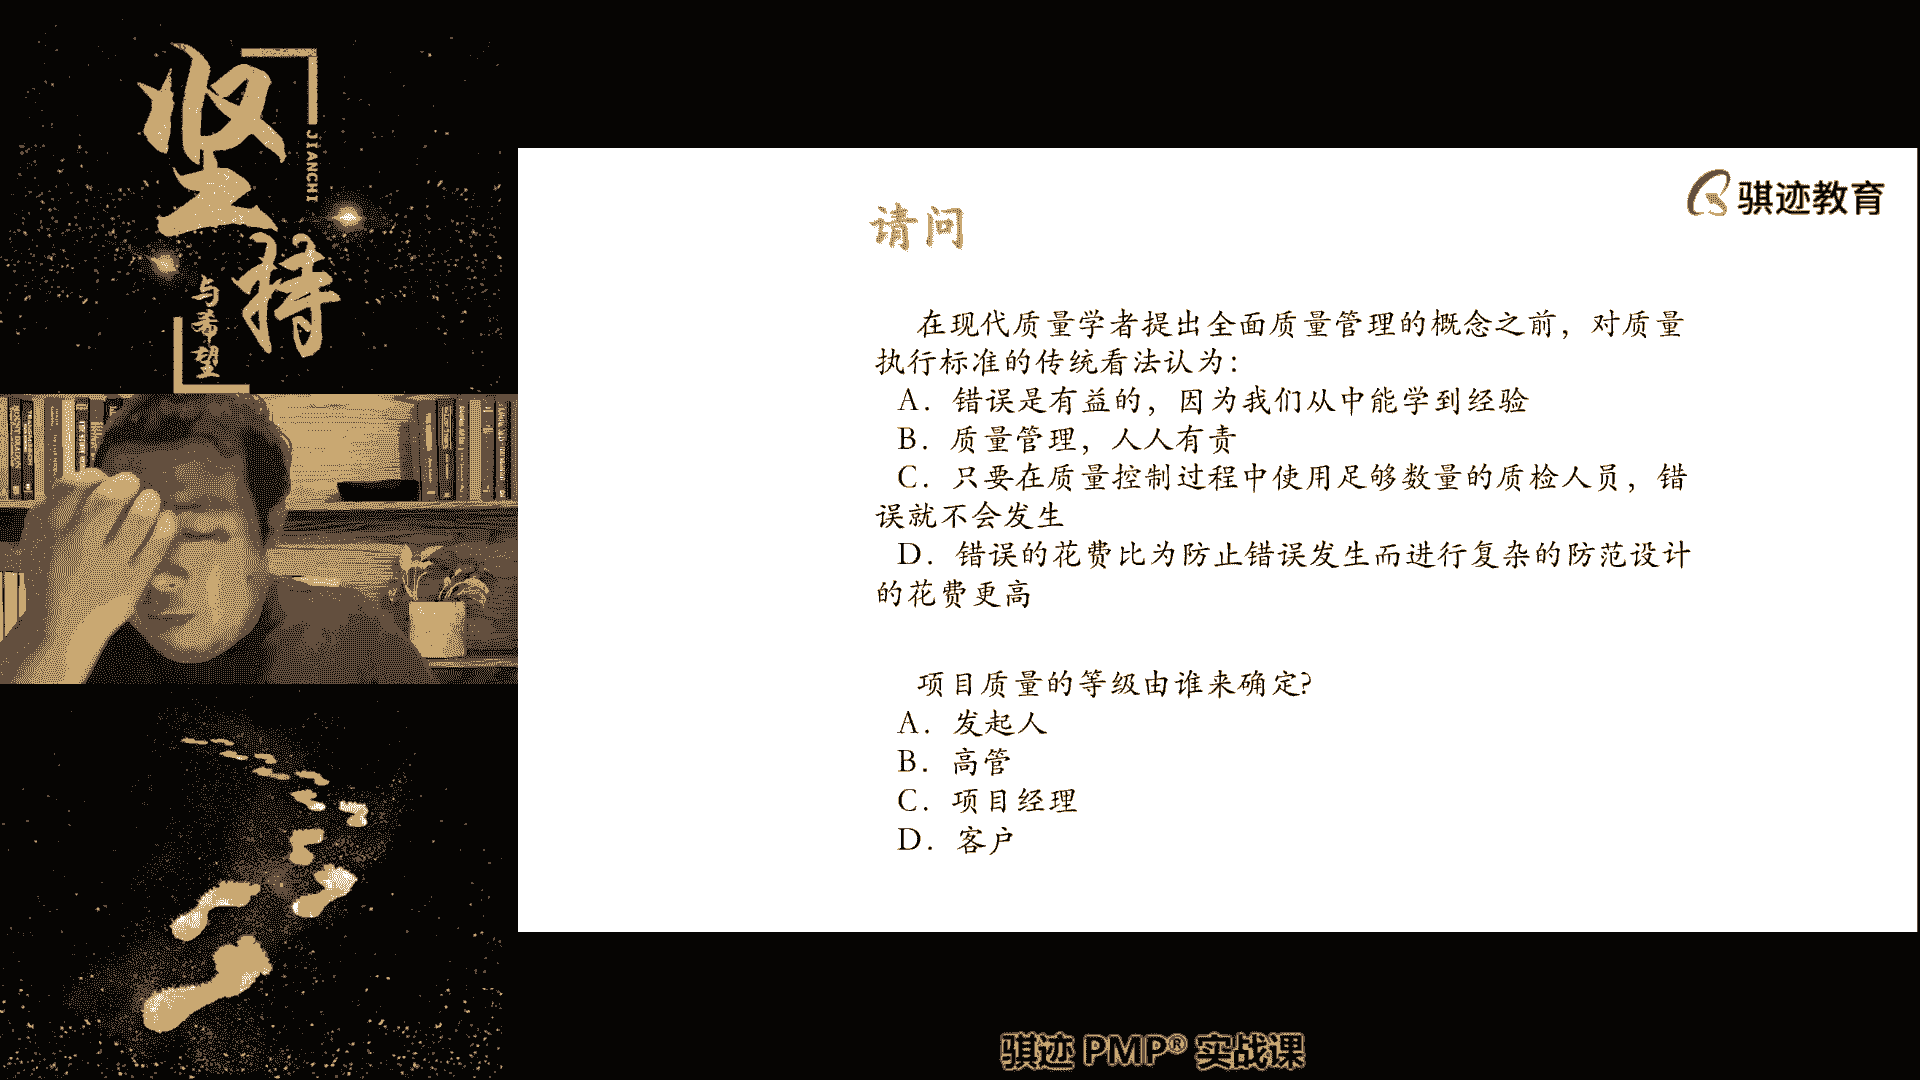 坚持
JIANCHI
与希望
骐迹教育
请问
在现代质量学者提出全面质量管理的概念之前，对质量
执行标准的传统看法认为：
A．错误是有益的，因为我们从中能学到经验
B．质量管理，人人有责
C．只要在质量控制过程中使用足够数量的质检人员，错
误就不会发生
D．错误的花费比为防止错误发生而进行复杂的防范设计
的花费更高
项目质量的等级由谁来确定?
A．发起人
B．高管
C．项目经理
D．客户
骐迹 PMP® 实战课